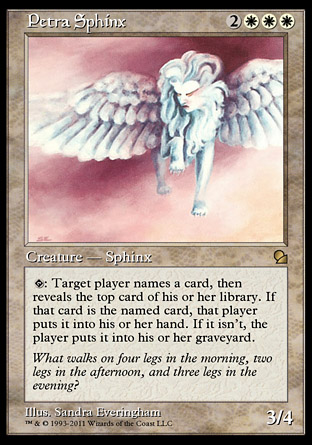 Petra Sphinx 2
Creature — Sphinx
: Target player names a card, then
reveals the top card of his or her library. If
that card is the named card, that player
puts it into his or her hand. If it isn't, the
player puts it into his or her graveyard.
What walks on four legs in the morning, two
legs in the afternoon, and three legs in the
evening?
Illus. Sandra Everingham
™ & © 1993-2011 Wizards of the Coast LLC
3/4